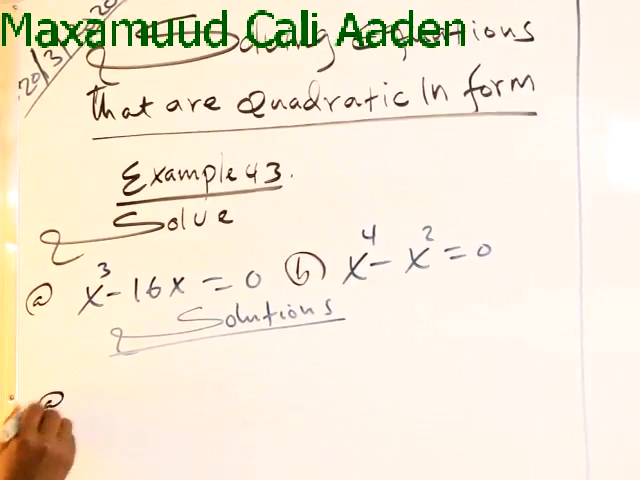 Maxamuud Cali Aaden
Solving Equations
that are Quadratic In form
Example 43.
Solve
ⓐ x³ - 16x = 0 ⓑ x⁴ - x² = 0
Solutions
ⓐ